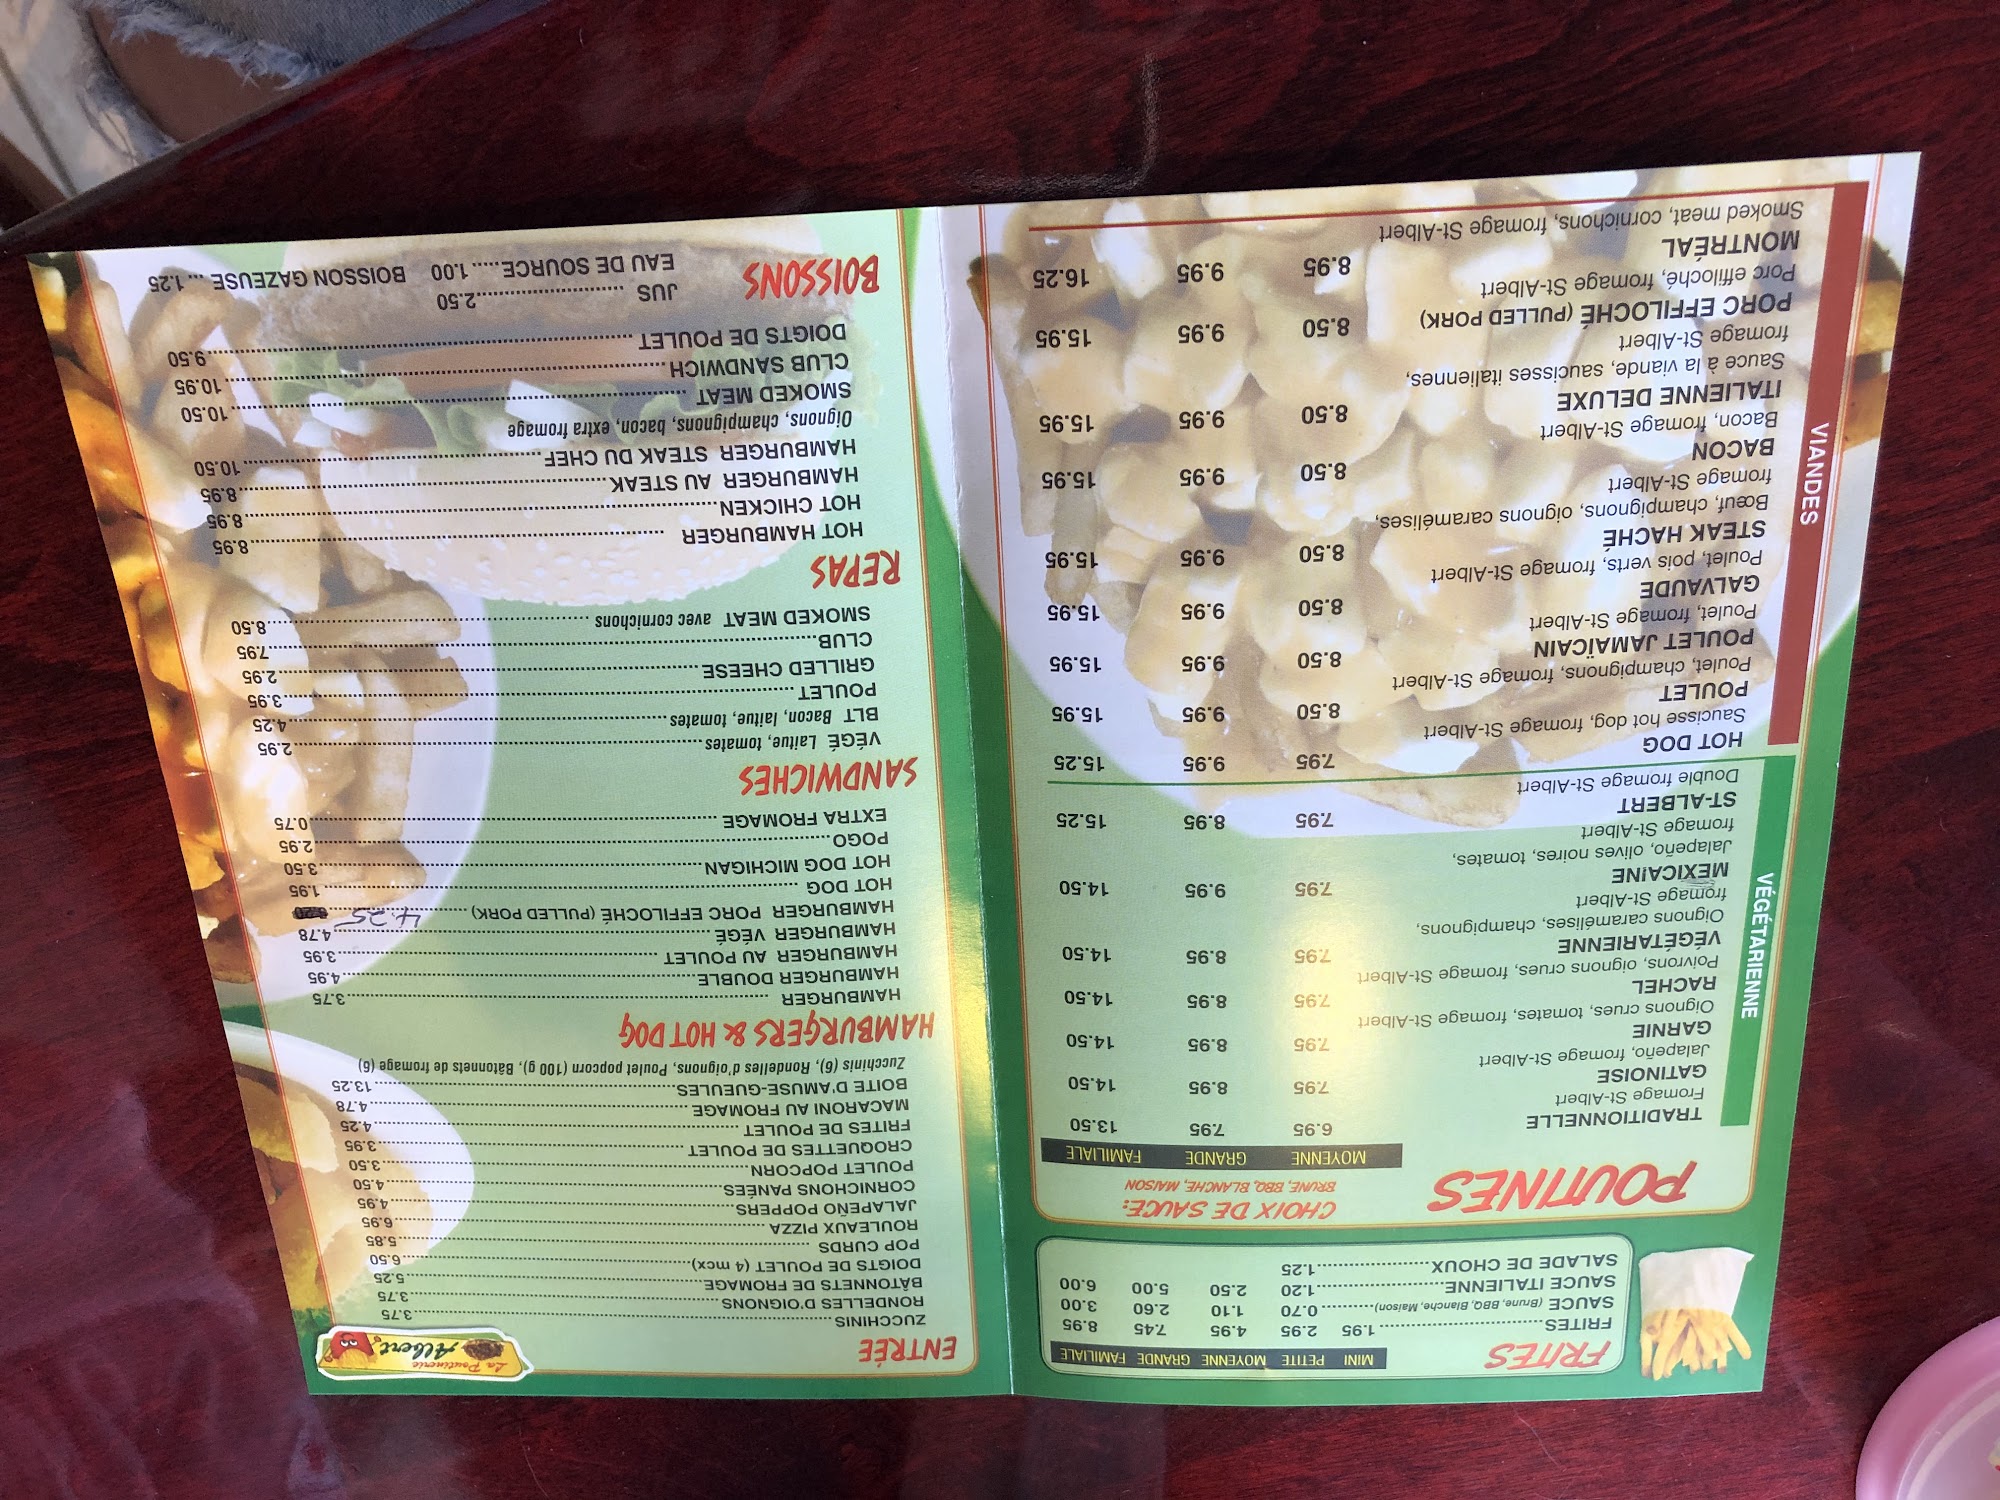 FRITES
MINI PETITE MOYENNE GRANDE FAMILIALE
FRITES 1.95 2.95 4.95 7.45 8.95
SAUCE (Brune, BBQ, Blanche, Maison) 0.70 1.10 2.60 3.00
SAUCE ITALIENNE 1.20 2.50 5.00 6.00
SALADE DE CHOUX 1.25
POUTINES
CHOIX DE SAUCE:
BRUNE, BBQ, BLANCHE, MAISON
MOYENNE GRANDE FAMILIALE
VÉGÉTARIENNE
TRADITIONNELLE 6.95 7.95 13.50
Fromage St-Albert
GATINOISE 7.95 8.95 14.50
Jalapeño, fromage St-Albert
GARNIE 7.95 8.95 14.50
Oignons crus, tomates, fromage St-Albert
RACHEL 7.95 8.95 14.50
Poivrons, oignons crus, fromage St-Albert
VÉGÉTARIENNE 7.95 8.95 14.50
Oignons caramélises, champignons,
fromage St-Albert
MEXICAINE 7.95 9.95 14.50
Jalapeño, olives noires, tomates,
fromage St-Albert
ST-ALBERT 7.95 8.95 15.25
Double fromage St-Albert
VIANDES
HOT DOG 7.95 9.95 15.25
Saucisse hot dog, fromage St-Albert
POULET 8.50 9.95 15.95
Poulet, champignons, fromage St-Albert
POULET JAMAÏCAIN 8.50 9.95 15.95
Poulet, fromage St-Albert
GALVAUDE 8.50 9.95 15.95
Poulet, pois verts, fromage St-Albert
STEAK HACHÉ 8.50 9.95 15.95
Bœuf, champignons, oignons caramélises,
fromage St-Albert
BACON 8.50 9.95 15.95
Bacon, fromage St-Albert
ITALIENNE DELUXE 8.50 9.95 15.95
Sauce à la viande, saucisses italiennes,
fromage St-Albert
PORC EFFILOCHÉ (PULLED PORK) 8.50 9.95 15.95
Porc effiloché, fromage St-Albert
MONTRÉAL 8.95 9.95 16.25
Smoked meat, cornichons, fromage St-Albert
La Poutinerie
Albert
ENTRÉE
ZUCCHINIS 3.75
RONDELLES D'OIGNONS 3.75
BÂTONNETS DE FROMAGE 5.25
DOIGTS DE POULET (4 mcx) 6.50
POP CURDS 5.85
ROULEAUX PIZZA 6.95
JALAPEÑO POPPERS 4.95
CORNICHONS PANÉES 4.50
POULET POPCORN 3.50
CROQUETTES DE POULET 3.95
FRITES DE POULET 4.25
MACARONI AU FROMAGE 4.78
BOITE D'AMUSE-GUEULES 13.25
Zucchinis (6), Rondelles d'oignons, Poulet popcorn (100 g), Bâtonnets de fromage (6)
HAMBURGERS & HOT DOG
HAMBURGER 3.75
HAMBURGER DOUBLE 4.95
HAMBURGER AU POULET 3.95
HAMBURGER VÉGÉ 4.78
HAMBURGER PORC EFFILOCHÉ (PULLED PORK) 4.25
HOT DOG 1.95
HOT DOG MICHIGAN 3.50
POGO 2.95
EXTRA FROMAGE 0.75
SANDWICHES
VÉGÉ Laitue, tomates 2.95
BLT Bacon, laitue, tomates 4.25
POULET 3.95
GRILLED CHEESE 2.95
CLUB 7.95
SMOKED MEAT avec cornichons 8.50
REPAS
HOT HAMBURGER 8.95
HOT CHICKEN 8.95
HAMBURGER AU STEAK 8.95
HAMBURGER STEAK DU CHEF 10.50
Oignons, champignons, bacon, extra fromage
SMOKED MEAT 10.50
CLUB SANDWICH 10.95
DOIGTS DE POULET 9.50
BOISSONS
JUS 2.50
EAU DE SOURCE 1.00 BOISSON GAZEUSE 1.25